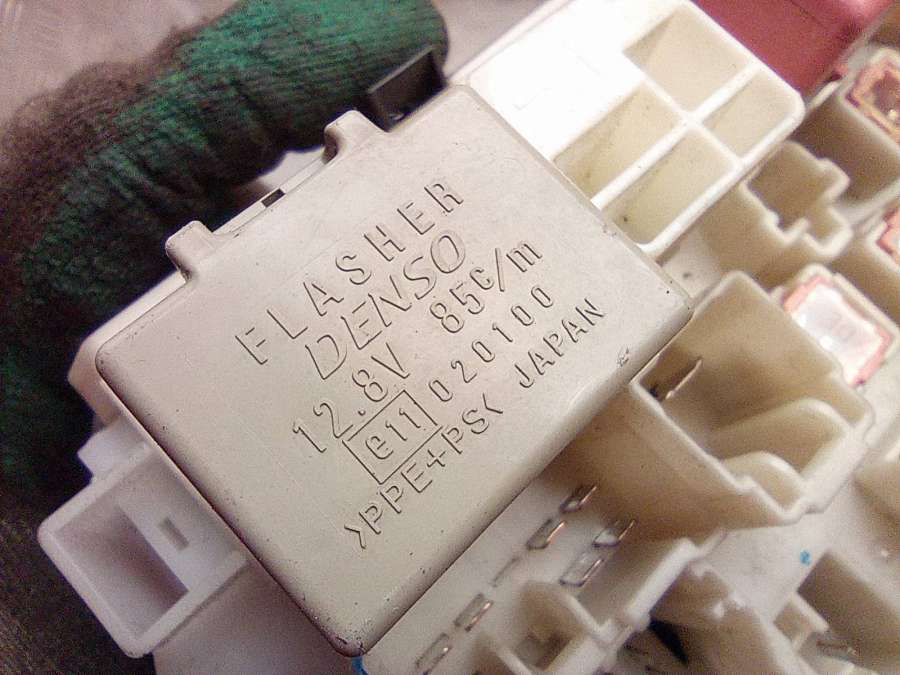 FLASHER
DENSO
12.8V 85c/m
e11 020100
>PPE+PS< JAPAN